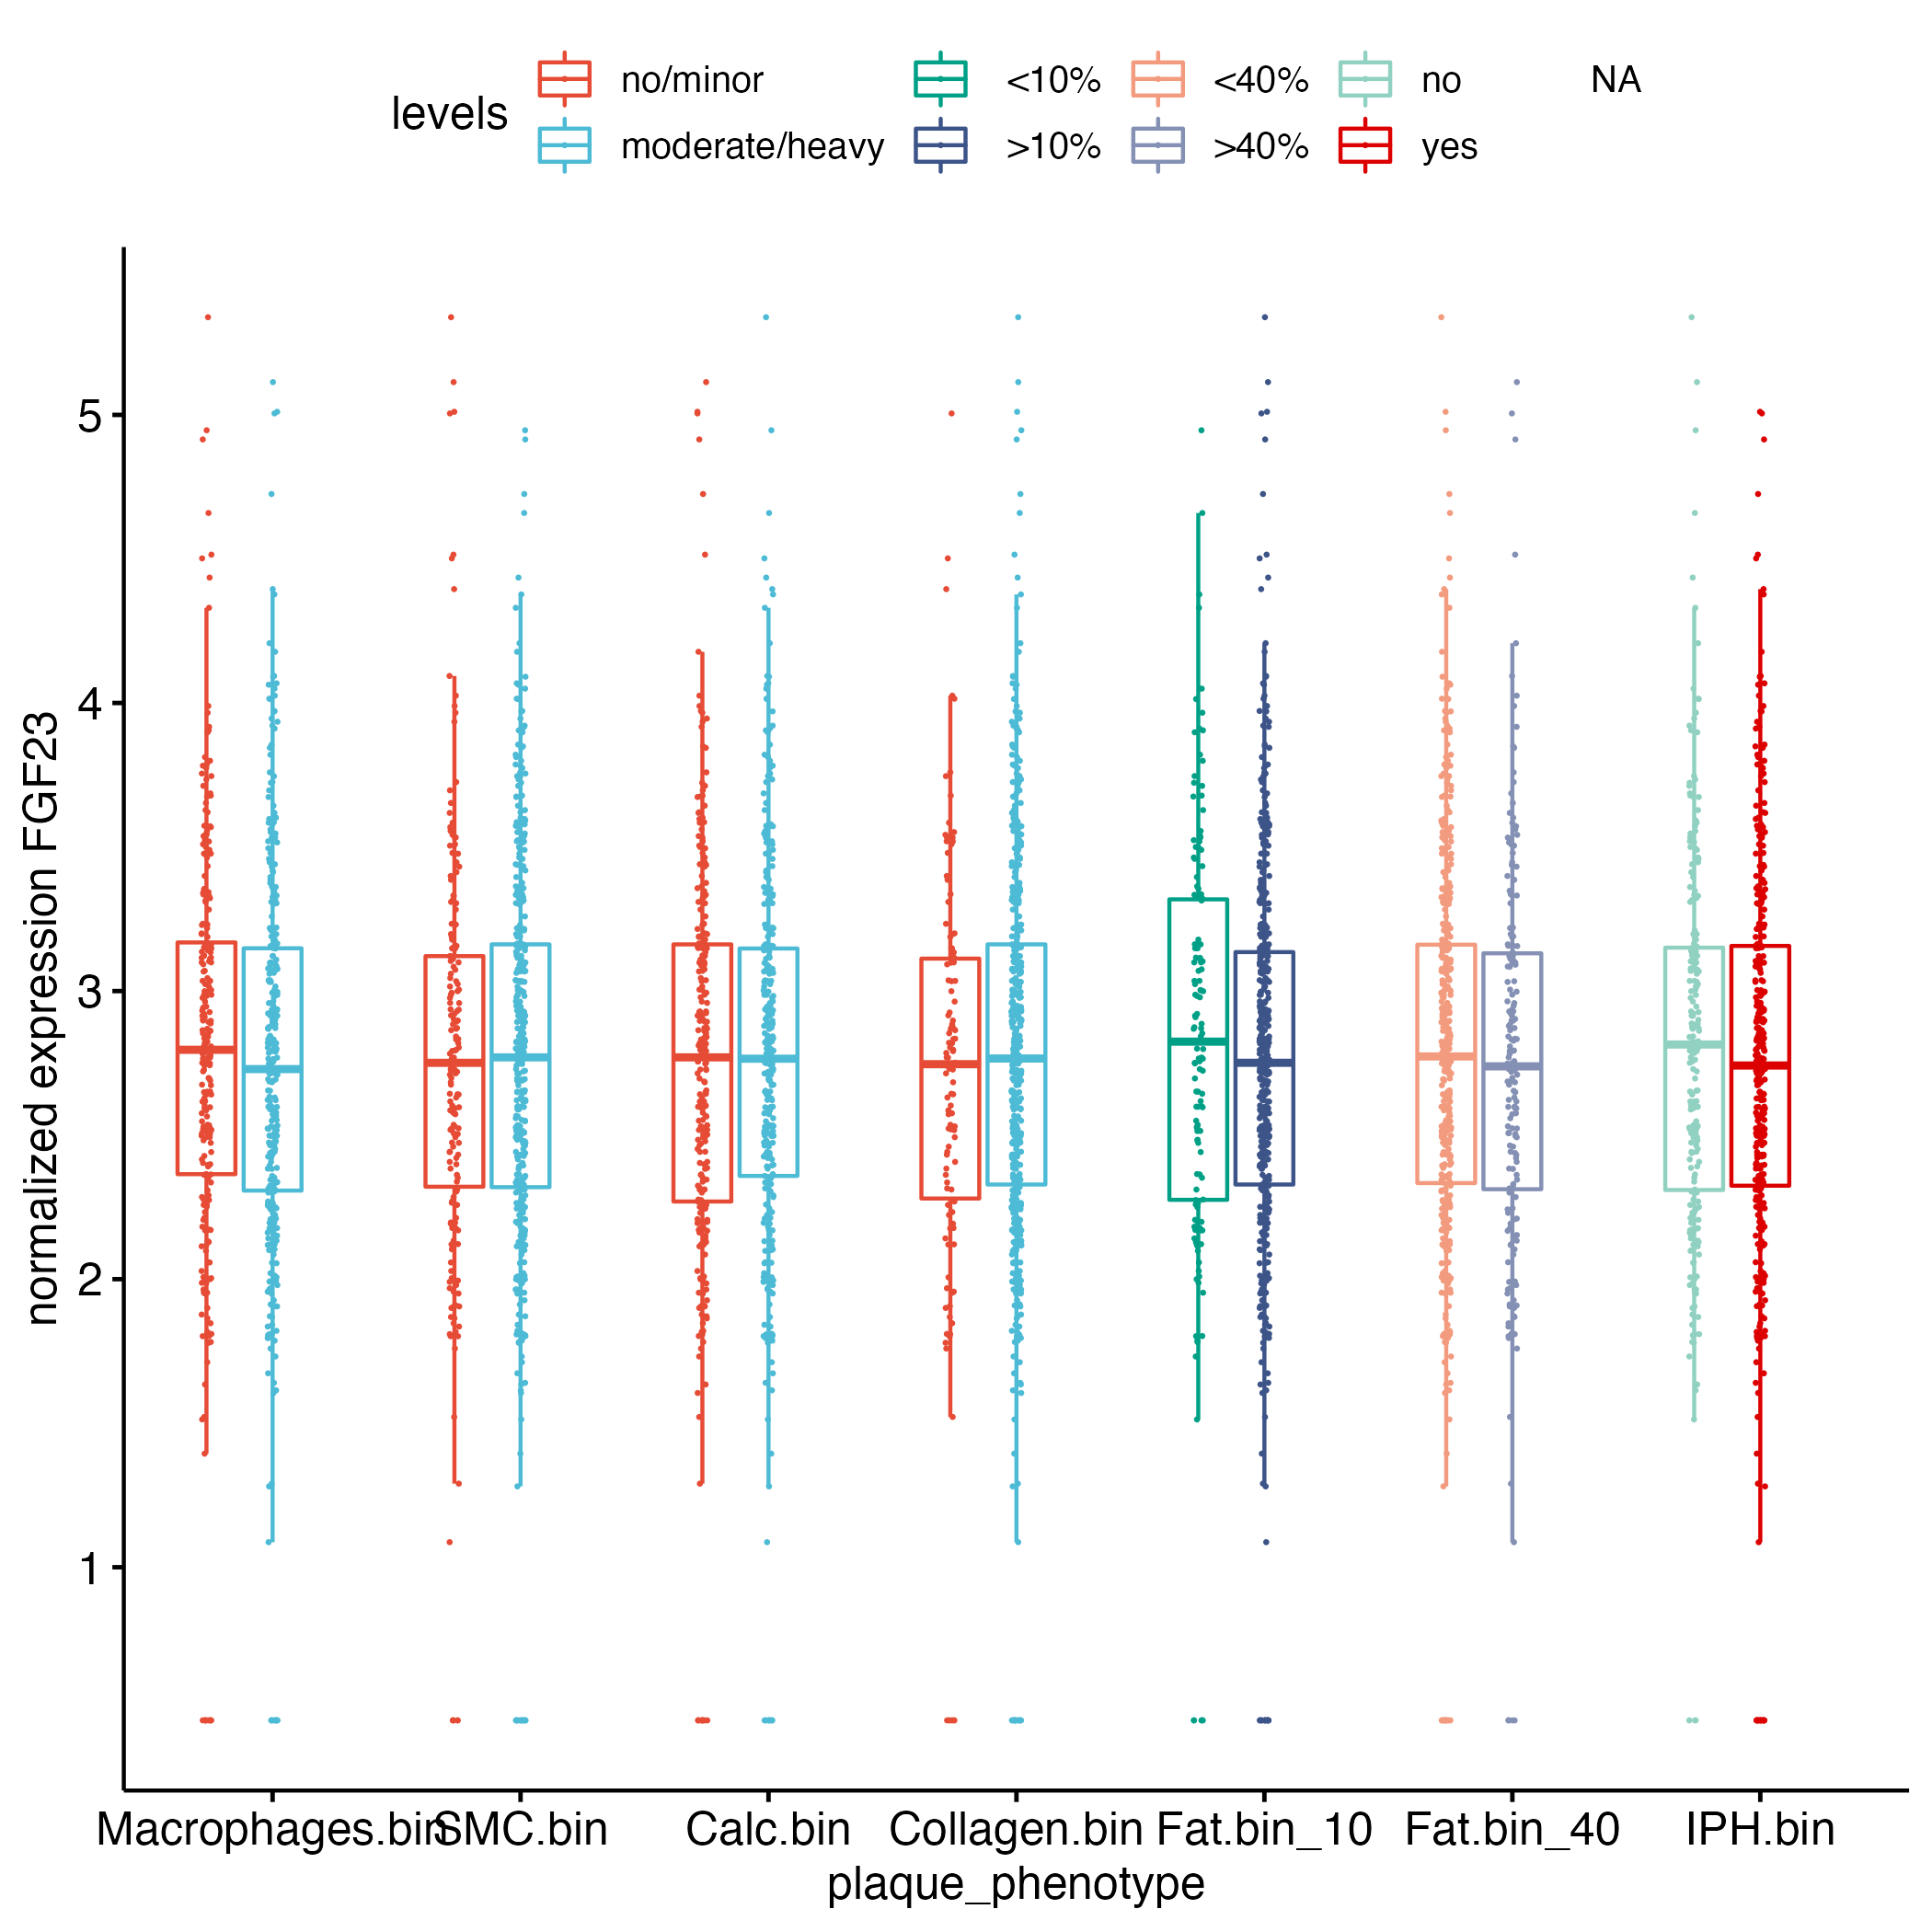 levels
no/minor <10% <40% no NA
moderate/heavy >10% >40% yes
normalized expression FGF23
5
4
3
2
1
Macrophages.bin SMC.bin Calc.bin Collagen.bin Fat.bin_10 Fat.bin_40 IPH.bin
plaque_phenotype